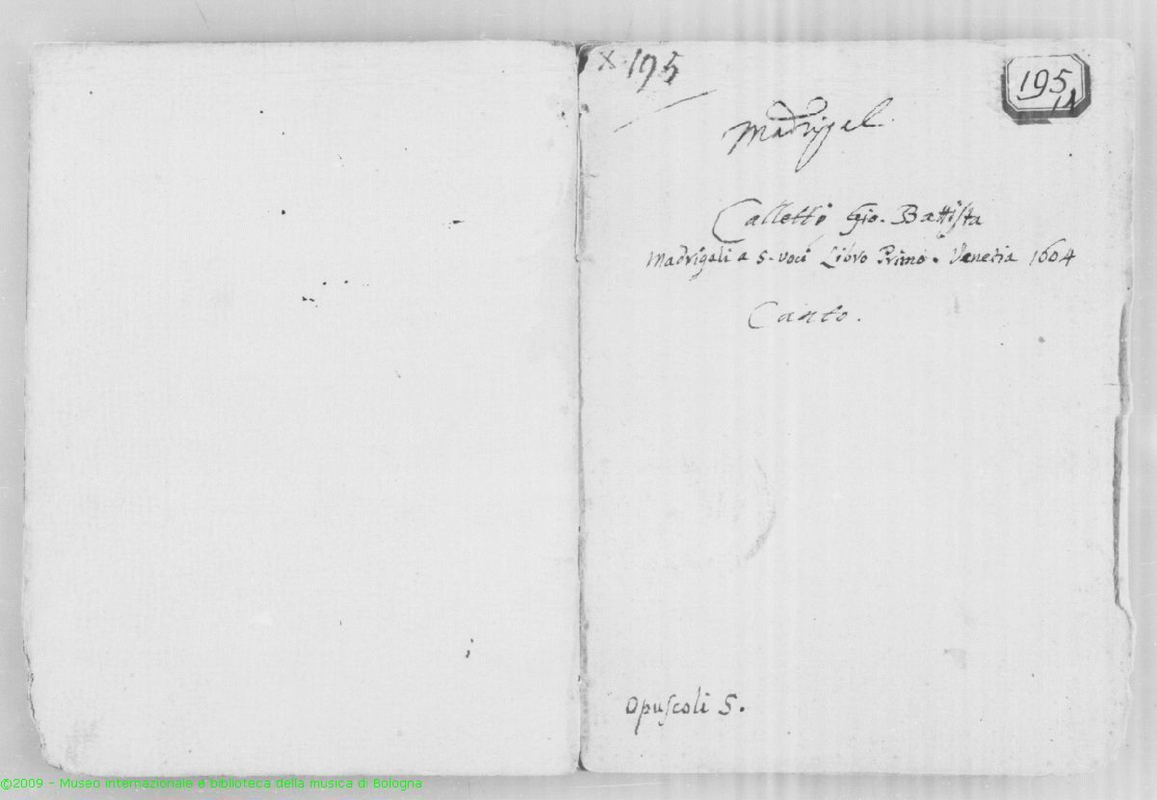 X 195
195
Madrigal
Calletti Gio. Battista
Madrigali a 5. voci Libro Primo. Venetia 1604
Canto.
Opuscoli 5.
©2009 - Museo internazionale e biblioteca della musica di Bologna